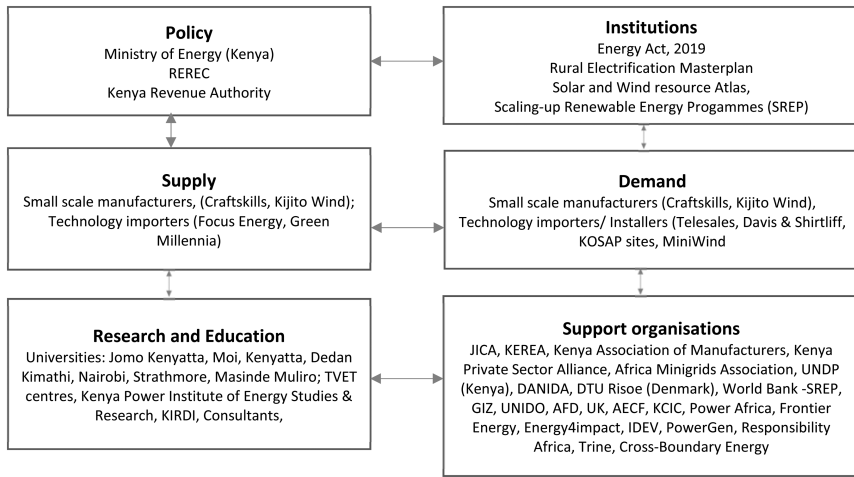 Policy
Ministry of Energy (Kenya)
REREC
Kenya Revenue Authority
Institutions
Energy Act, 2019
Rural Electrification Masterplan
Solar and Wind resource Atlas,
Scaling-up Renewable Energy Progammes (SREP)
Supply
Small scale manufacturers, (Craftskills, Kijito Wind);
Technology importers (Focus Energy, Green
Millennia)
Demand
Small scale manufacturers (Craftskills, Kijito Wind),
Technology importers/ Installers (Telesales, Davis & Shirtliff,
KOSAP sites, MiniWind
Research and Education
Universities: Jomo Kenyatta, Moi, Kenyatta, Dedan
Kimathi, Nairobi, Strathmore, Masinde Muliro; TVET
centres, Kenya Power Institute of Energy Studies &
Research, KIRDI, Consultants,
Support organisations
JICA, KEREA, Kenya Association of Manufacturers, Kenya
Private Sector Alliance, Africa Minigrids Association, UNDP
(Kenya), DANIDA, DTU Risoe (Denmark), World Bank -SREP,
GIZ, UNIDO, AFD, UK, AECF, KCIC, Power Africa, Frontier
Energy, Energy4impact, IDEV, PowerGen, Responsibility
Africa, Trine, Cross-Boundary Energy